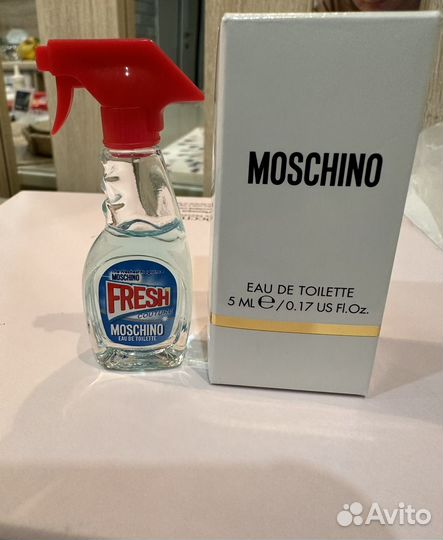 MOSCHINO
FRESH
COUTURE
MOSCHINO
EAU DE TOILETTE
MOSCHINO
EAU DE TOILETTE
5 ML ℮/0.17 US Fl.Oz.
Avito